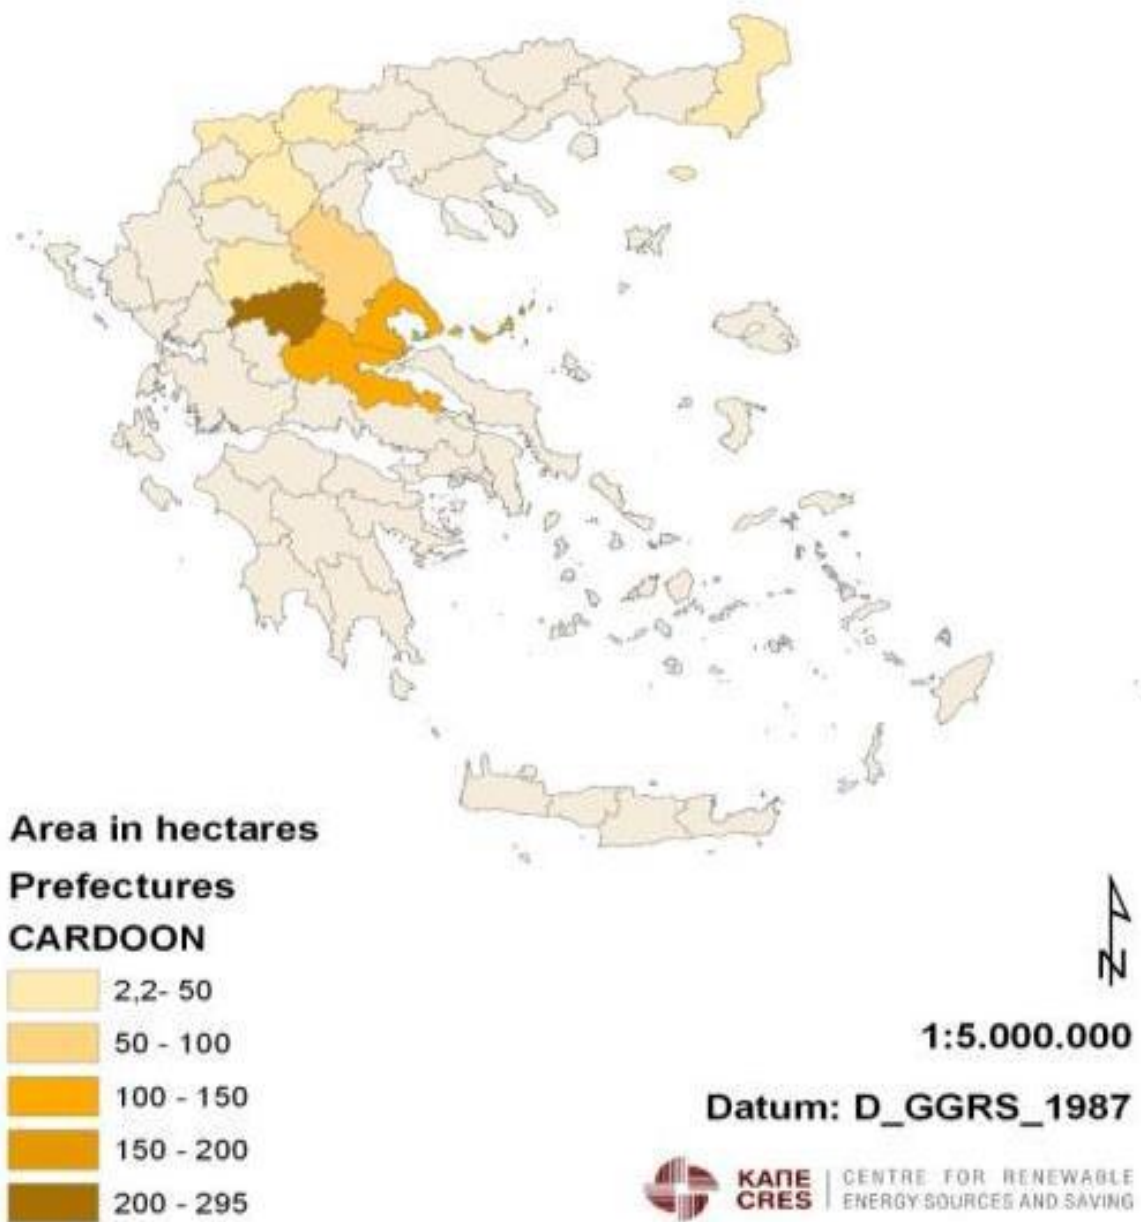 Area in hectares
Prefectures
CARDOON
2,2- 50
50 - 100
100 - 150
150 - 200
200 - 295
N
1:5.000.000
Datum: D_GGRS_1987
ΚΑΠΕ
CRES
CENTRE FOR RENEWABLE
ENERGY SOURCES AND SAVING